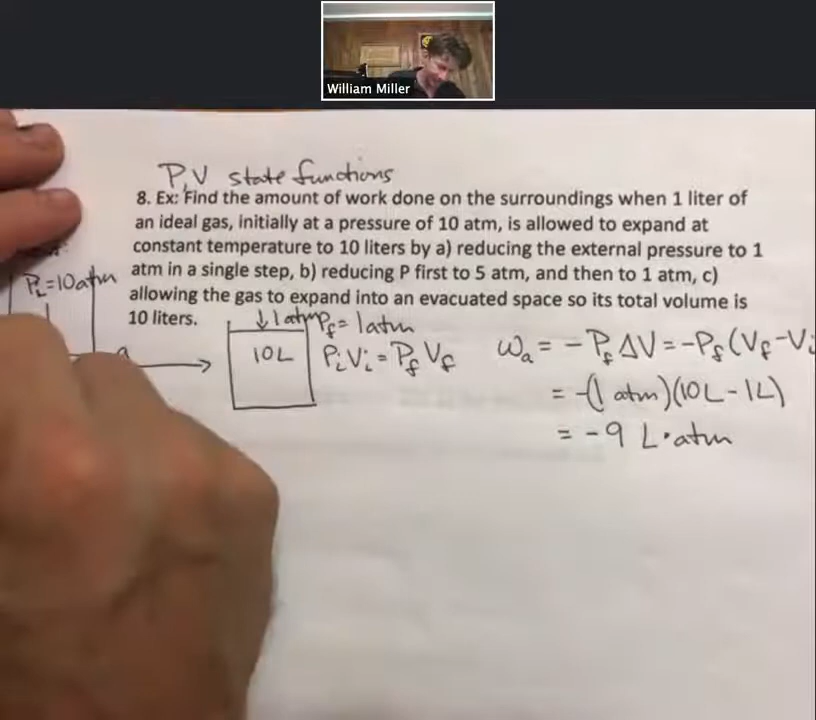 William Miller
P,V state functions
8. Ex: Find the amount of work done on the surroundings when 1 liter of
an ideal gas, initially at a pressure of 10 atm, is allowed to expand at
constant temperature to 10 liters by a) reducing the external pressure to 1
atm in a single step, b) reducing P first to 5 atm, and then to 1 atm, c)
allowing the gas to expand into an evacuated space so its total volume is
10 liters.
Pi=10atm
↓1atm Pf=1atm
a
10L
PiVi=PfVf
Wa = -PfΔV = -Pf(Vf-Vi
= -(1 atm)(10L-1L)
= -9 L·atm